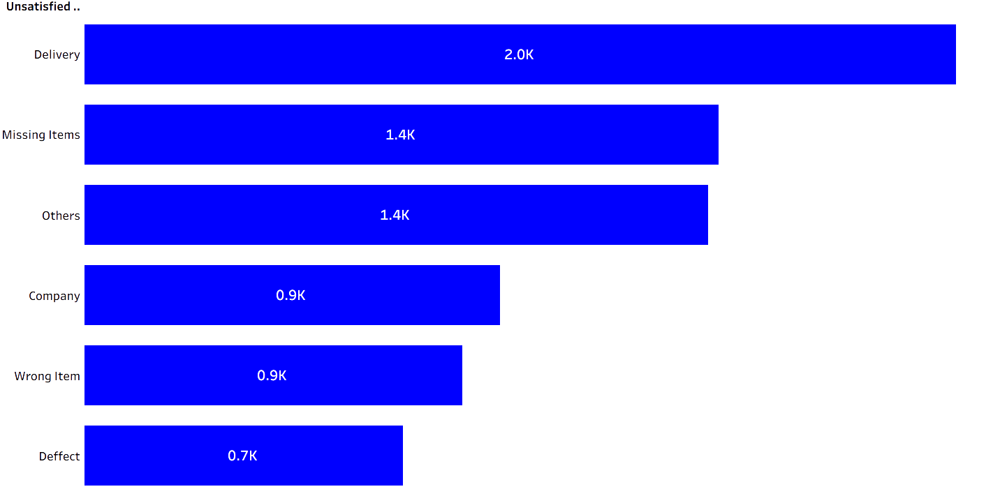 Unsatisfied ..
Delivery
2.0K
Missing Items
1.4K
Others
1.4K
Company
0.9K
Wrong Item
0.9K
Deffect
0.7K